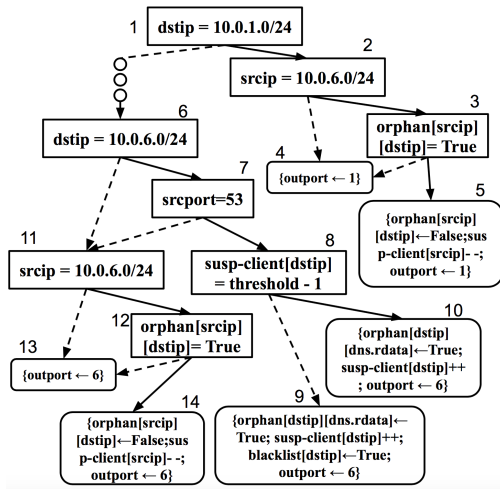 1
dstip = 10.0.1.0/24
2
srcip = 10.0.6.0/24
3
orphan[srcip]
[dstip]= True
4
{outport ← 1}
5
{orphan[srcip]
[dstip]←False;sus
p-client[srcip]- -;
outport ← 1}
6
dstip = 10.0.6.0/24
7
srcport=53
8
susp-client[dstip]
= threshold - 1
9
{orphan[dstip][dns.rdata]←
True; susp-client[dstip]++;
blacklist[dstip]←True;
outport ← 6}
10
{orphan[dstip]
[dns.rdata]←True;
susp-client[dstip]++
; outport ← 6}
11
srcip = 10.0.6.0/24
12
orphan[srcip]
[dstip]= True
13
{outport ← 6}
14
{orphan[srcip]
[dstip]←False;sus
p-client[srcip]- -;
outport ← 6}